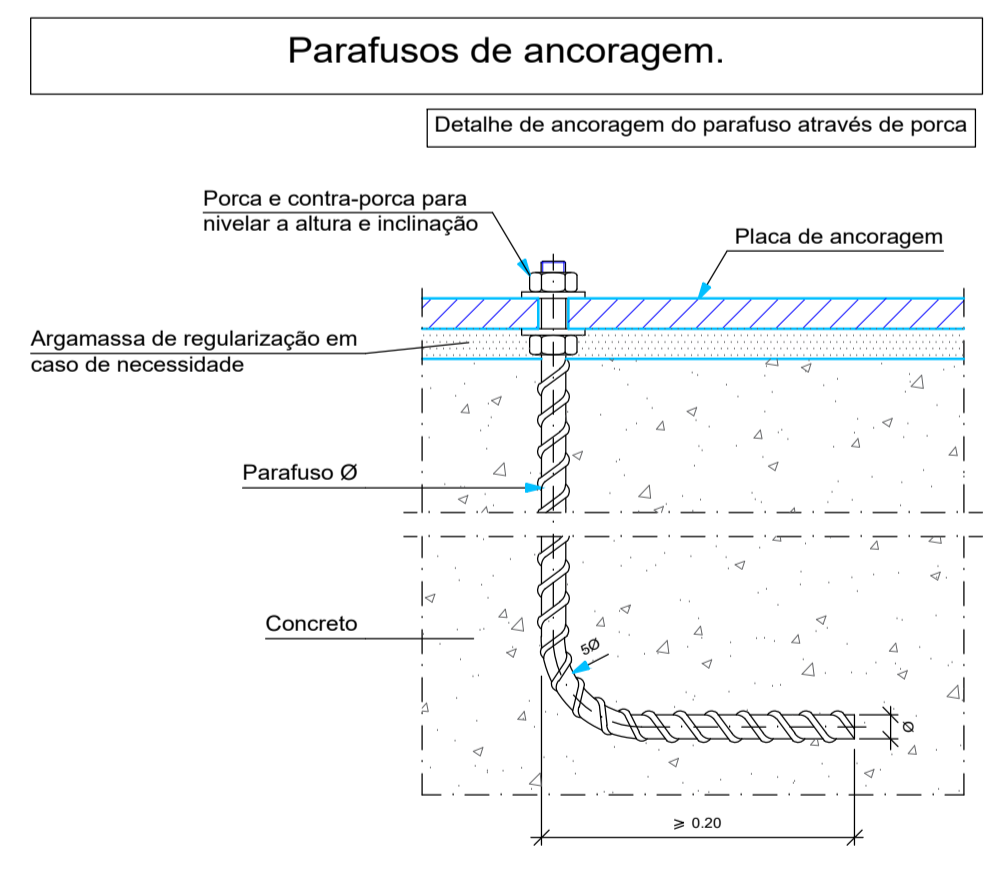 Parafusos de ancoragem.
Detalhe de ancoragem do parafuso através de porca
Porca e contra-porca para
nivelar a altura e inclinação
Placa de ancoragem
Argamassa de regularização em
caso de necessidade
Parafuso Ø
Concreto
5Ø
Ø
≥ 0.20